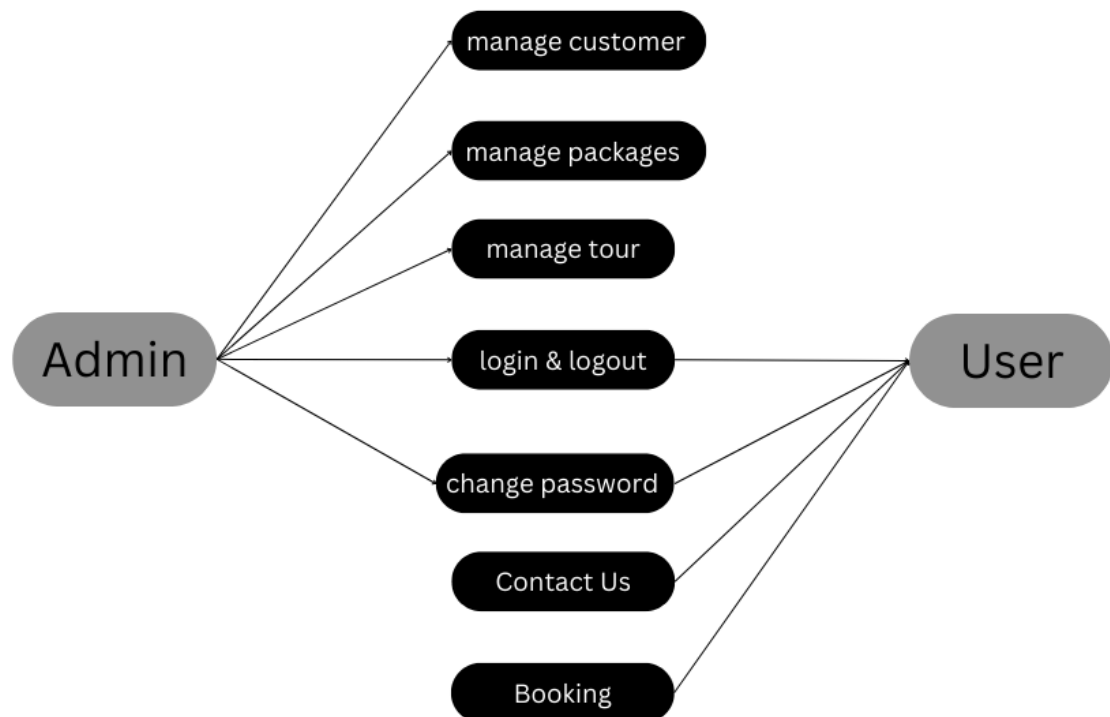 manage customer
manage packages
manage tour
Admin
login & logout
User
change password
Contact Us
Booking